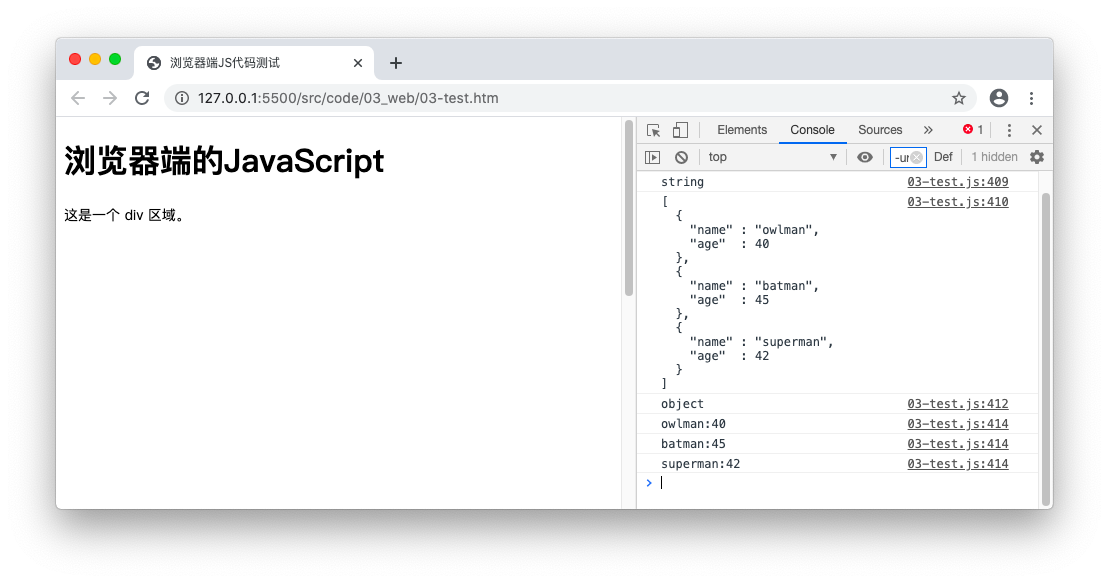 浏览器端JS代码测试
127.0.0.1:5500/src/code/03_web/03-test.htm
浏览器端的JavaScript
这是一个 div 区域。
Elements Console Sources » 1
top -ur Def 1 hidden
string 03-test.js:409
[ 03-test.js:410
{
"name" : "owlman",
"age" : 40
},
{
"name" : "batman",
"age" : 45
},
{
"name" : "superman",
"age" : 42
}
]
object 03-test.js:412
owlman:40 03-test.js:414
batman:45 03-test.js:414
superman:42 03-test.js:414
>